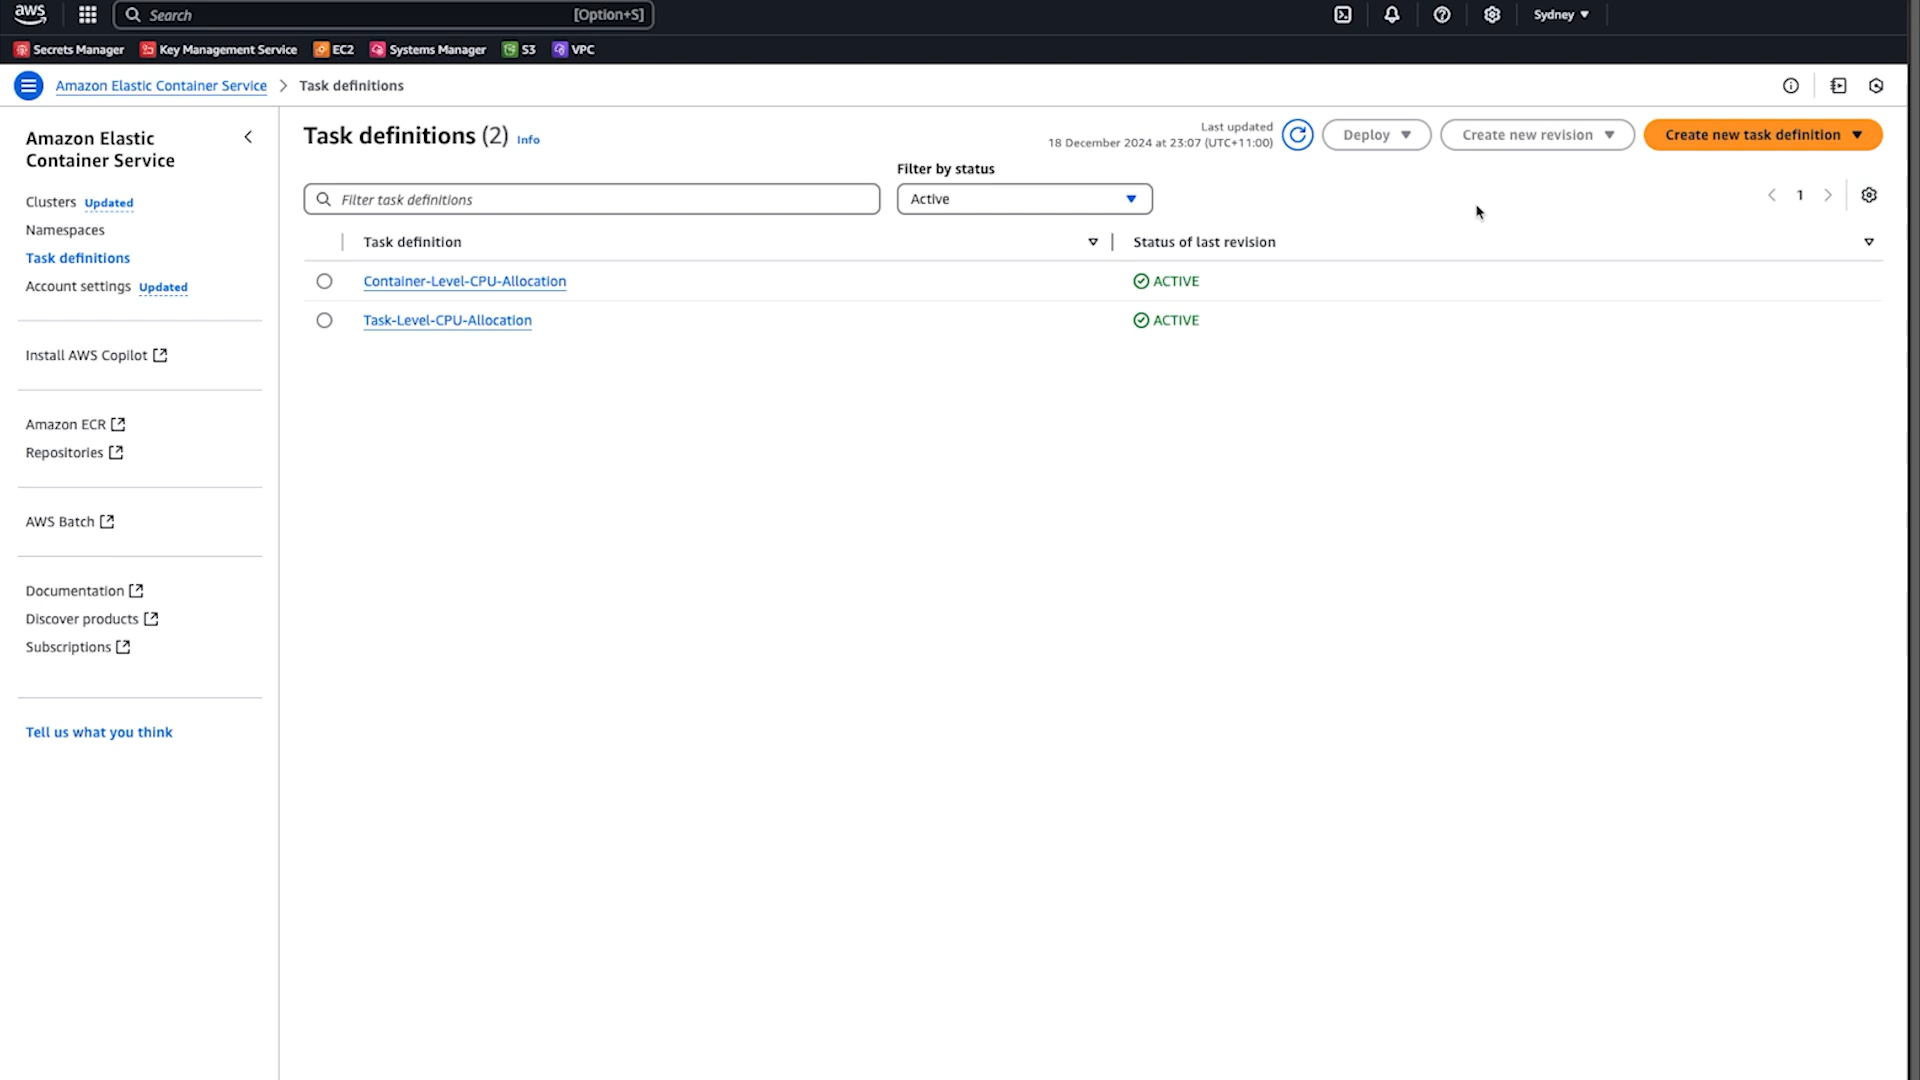 aws
Search [Option+S]
Sydney
Secrets Manager Key Management Service EC2 Systems Manager S3 VPC
Amazon Elastic Container Service > Task definitions
Amazon Elastic
Container Service
Clusters Updated
Namespaces
Task definitions
Account settings Updated
Install AWS Copilot
Amazon ECR
Repositories
AWS Batch
Documentation
Discover products
Subscriptions
Tell us what you think
Task definitions (2) Info
Last updated
18 December 2024 at 23:07 (UTC+11:00)
Deploy
Create new revision
Create new task definition
Filter by status
Filter task definitions
Active
1
Task definition Status of last revision
Container-Level-CPU-Allocation ACTIVE
Task-Level-CPU-Allocation ACTIVE